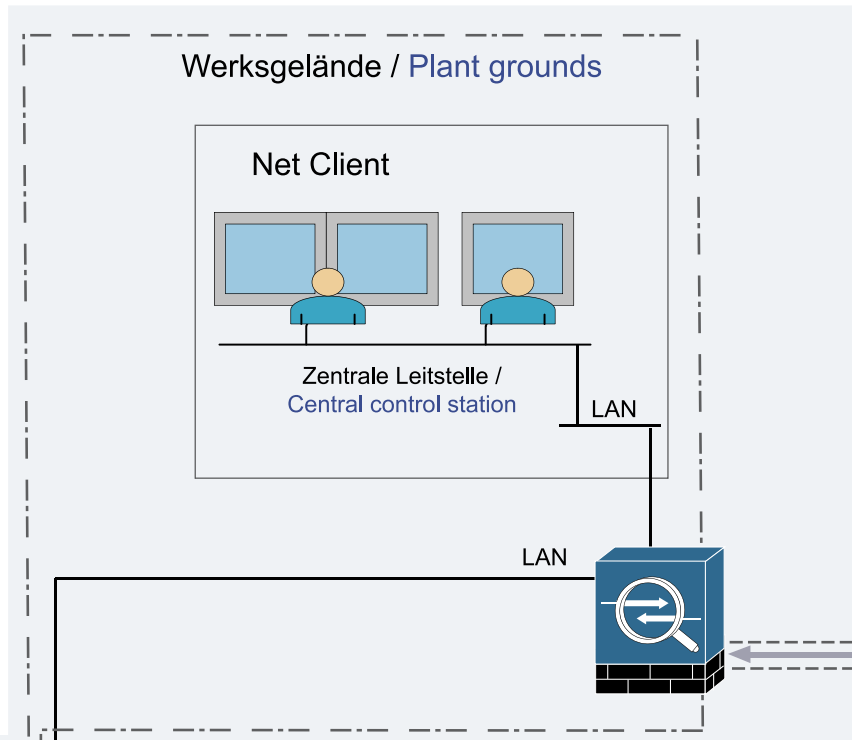 Werksgelände / Plant grounds
Net Client
Zentrale Leitstelle /
Central control station
LAN
LAN